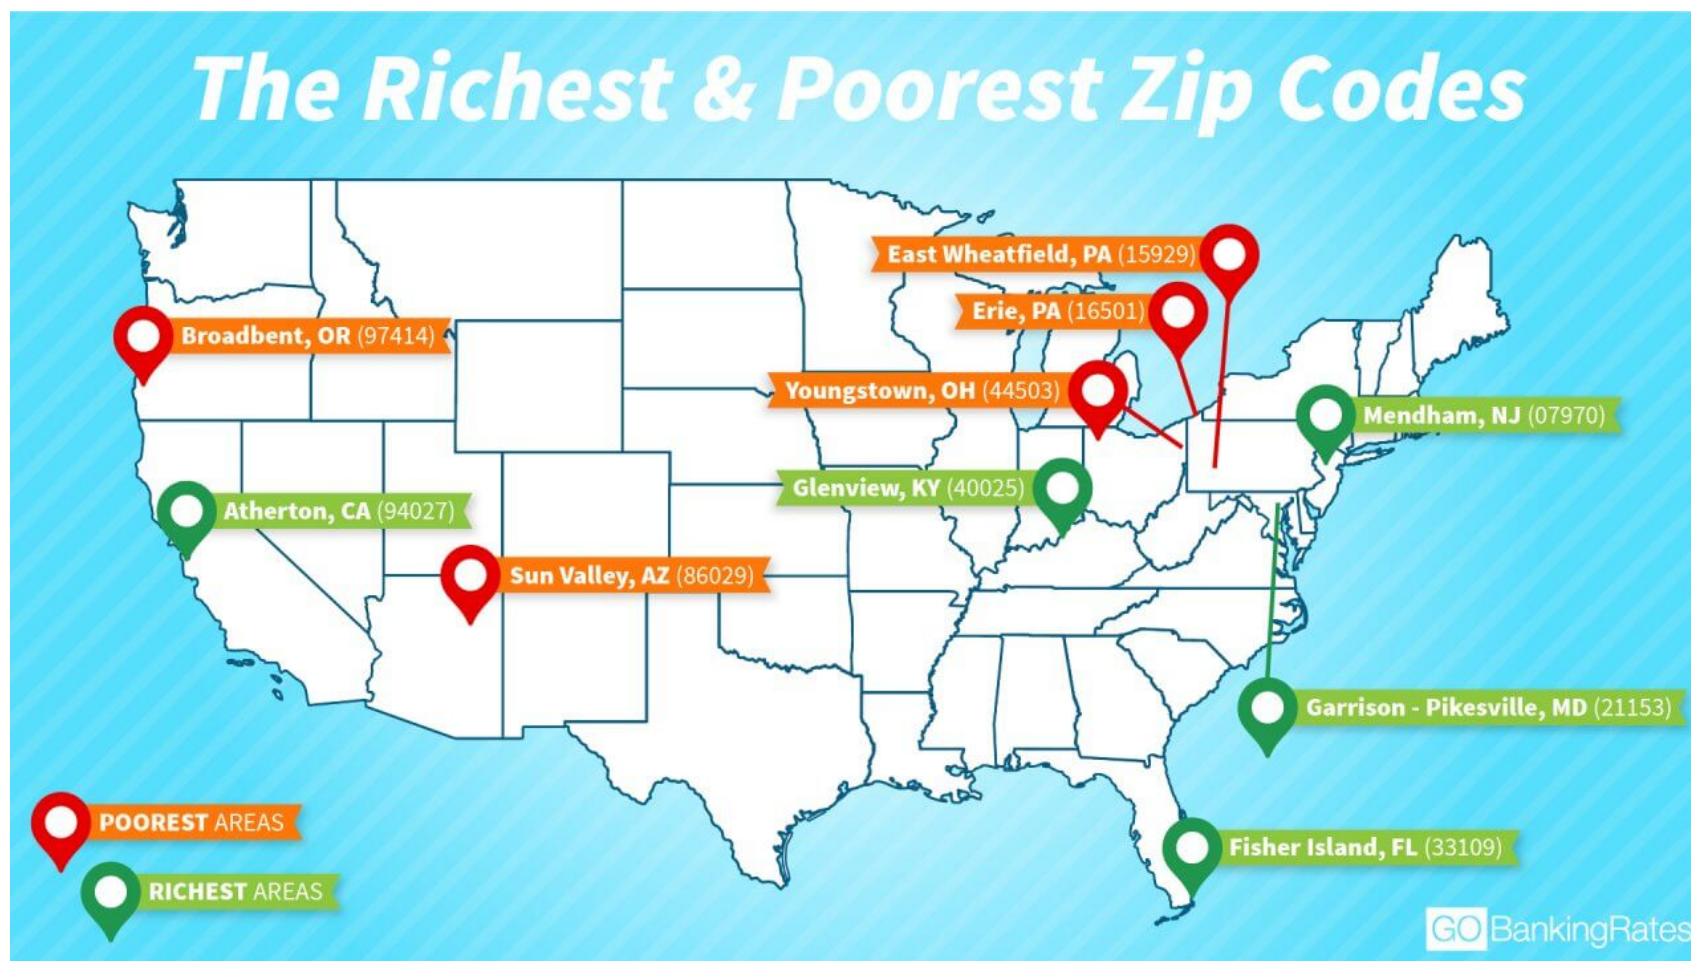 The Richest & Poorest Zip Codes
East Wheatfield, PA (15929)
Erie, PA (16501)
Broadbent, OR (97414)
Youngstown, OH (44503)
Mendham, NJ (07970)
Glenview, KY (40025)
Atherton, CA (94027)
Sun Valley, AZ (86029)
Garrison - Pikesville, MD (21153)
POOREST AREAS
Fisher Island, FL (33109)
RICHEST AREAS
GOBankingRates